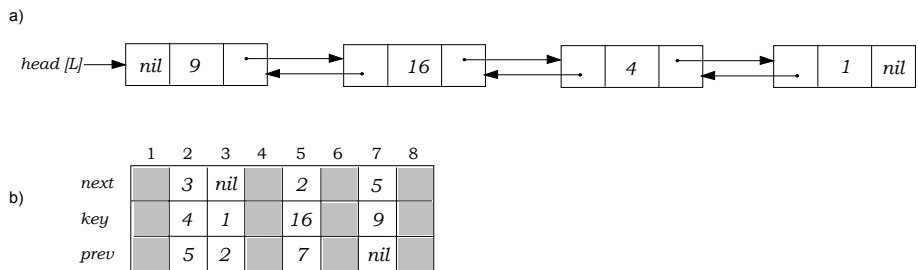 a)
head [L] nil 9 16 4 1 nil
1 2 3 4 5 6 7 8
next 3 nil 2 5
b)
key 4 1 16 9
prev 5 2 7 nil